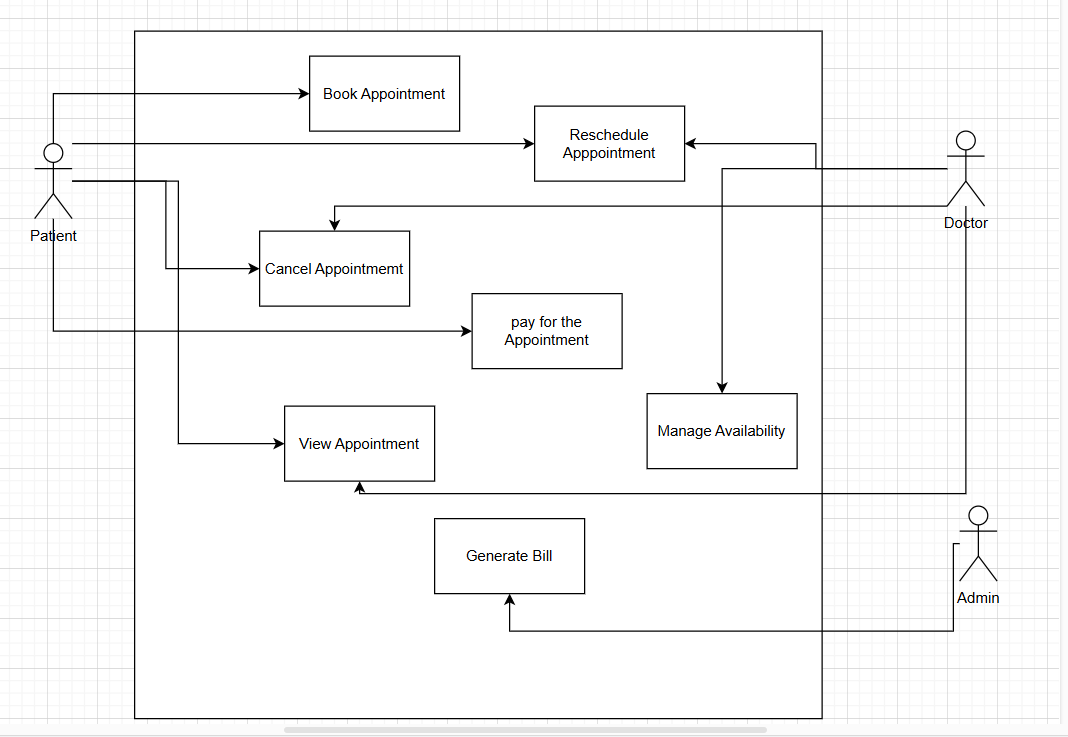 Book Appointment
Reschedule
Apppointment
Patient
Doctor
Cancel Appointmemt
pay for the
Appointment
Manage Availability
View Appointment
Generate Bill
Admin